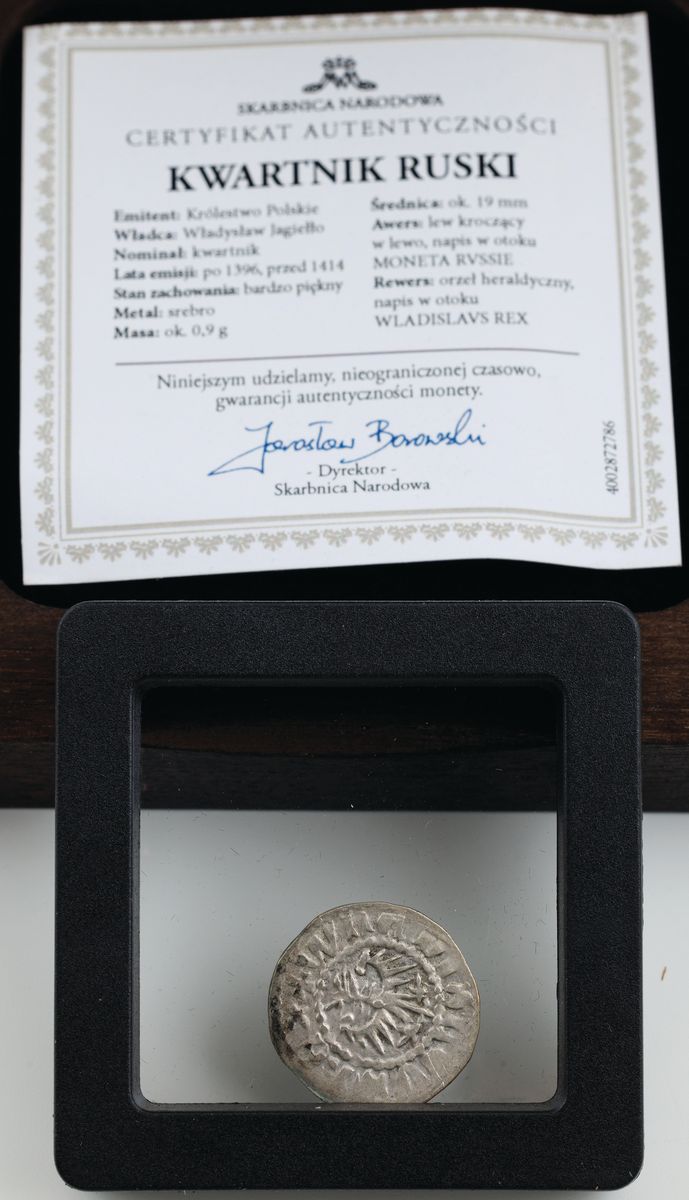 SKARBNICA NARODOWA
CERTYFIKAT AUTENTYCZNOŚCI
KWARTNIK RUSKI
Emitent: Królestwo Polskie
Władca: Władysław Jagiełło
Nominał: kwartnik
Lata emisji: po 1396, przed 1414
Stan zachowania: bardzo piękny
Metal: srebro
Masa: ok. 0,9 g
Średnica: ok. 19 mm
Awers: lew kroczący
w lewo, napis w otoku
MONETA RVSSIE
Rewers: orzeł heraldyczny,
napis w otoku
WLADISLAVS REX
Niniejszym udzielamy, nieograniczonej czasowo,
gwarancji autentyczności monety.
Jarosław Borowski
- Dyrektor -
Skarbnica Narodowa
4002872786